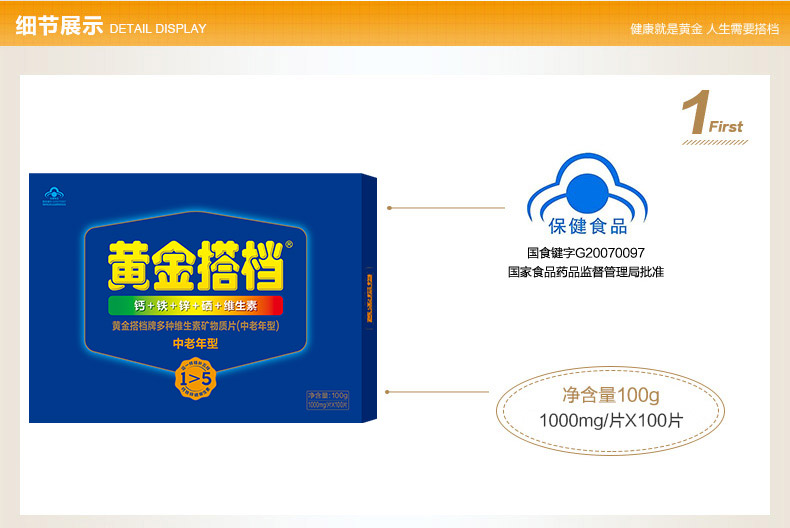 细节展示 DETAIL DISPLAY
健康就是黄金 人生需要搭档
1 First
保健食品
国食键字G20070097
国家食品药品监督管理局批准
黄金搭档®
钙+铁+锌+硒+维生素
黄金搭档牌多种维生素矿物质片(中老年型)
中老年型
1>5
净含量:100g
1000mg/片X100片
净含量100g
1000mg/片X100片